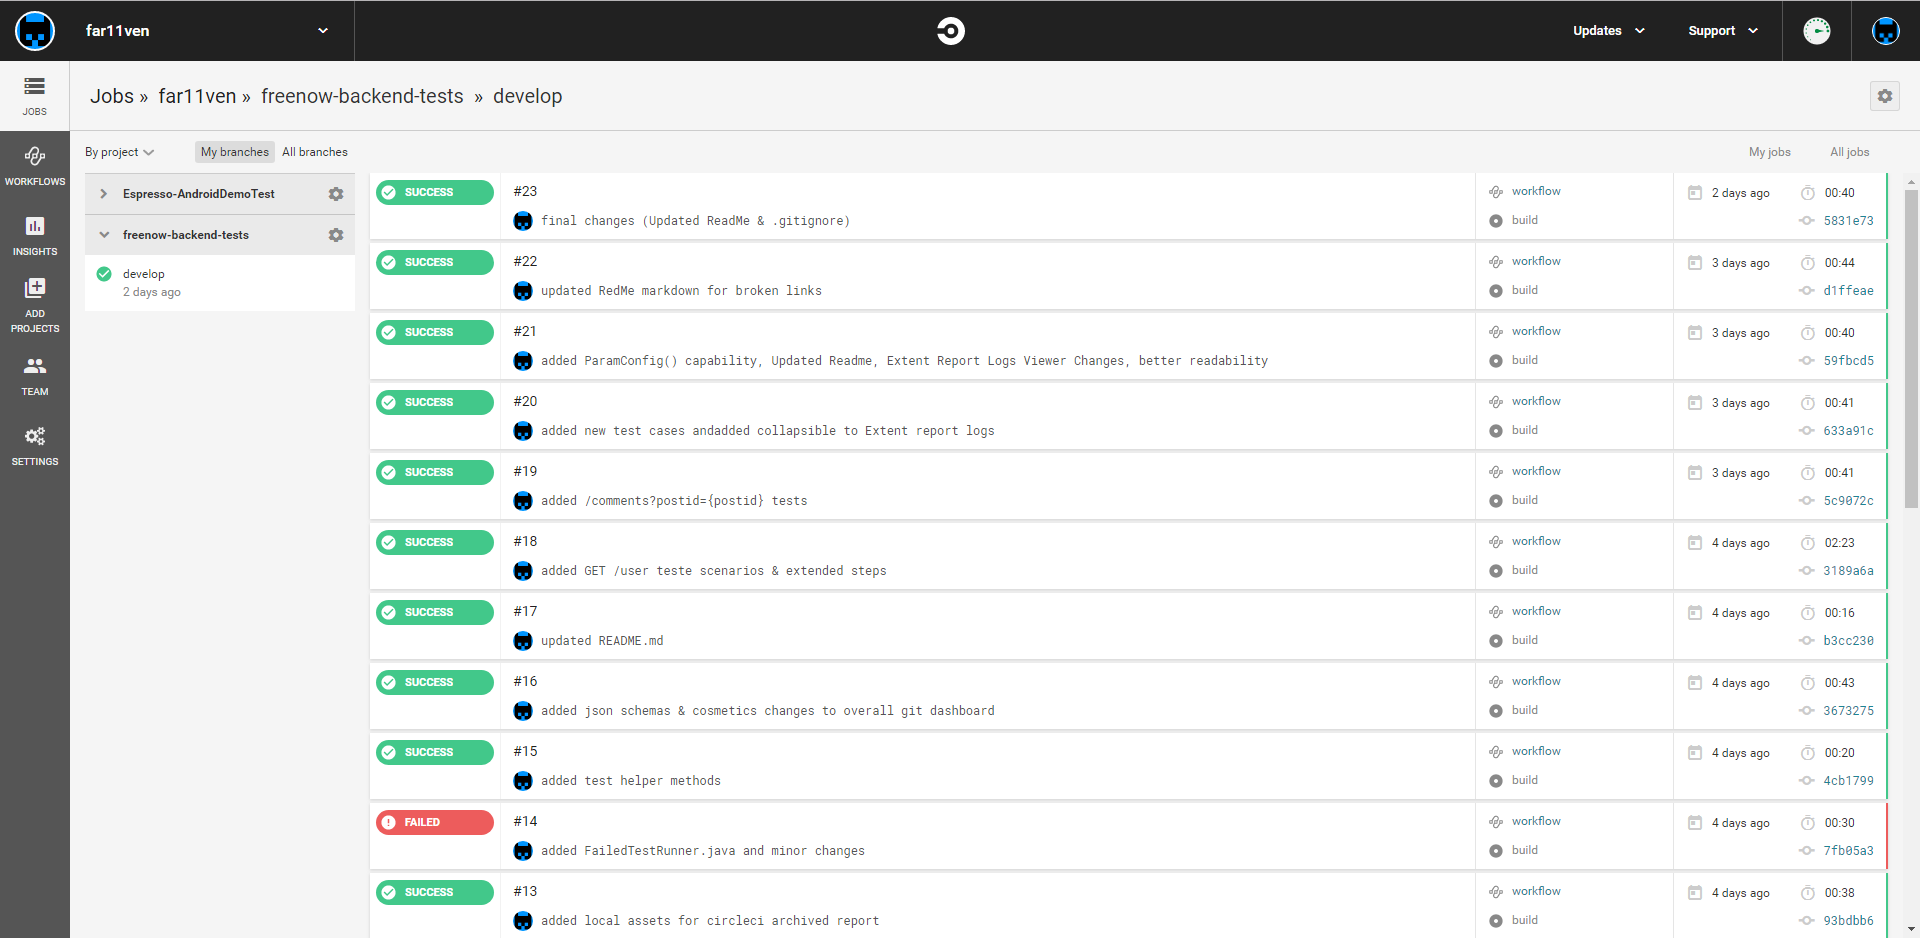 far11ven
Updates
Support
JOBS
Jobs » far11ven » freenow-backend-tests » develop
WORKFLOWS
INSIGHTS
ADD
PROJECTS
TEAM
SETTINGS
By project
My branches
All branches
My jobs
All jobs
Espresso-AndroidDemoTest
freenow-backend-tests
develop
2 days ago
SUCCESS #23 workflow 2 days ago 00:40
final changes (Updated ReadMe & .gitignore) build 5831e73
SUCCESS #22 workflow 3 days ago 00:44
updated RedMe markdown for broken links build d1ffeae
SUCCESS #21 workflow 3 days ago 00:40
added ParamConfig() capability, Updated Readme, Extent Report Logs Viewer Changes, better readability build 59fbcd5
SUCCESS #20 workflow 3 days ago 00:41
added new test cases andadded collapsible to Extent report logs build 633a91c
SUCCESS #19 workflow 3 days ago 00:41
added /comments?postid={postid} tests build 5c9072c
SUCCESS #18 workflow 4 days ago 02:23
added GET /user teste scenarios & extended steps build 3189a6a
SUCCESS #17 workflow 4 days ago 00:16
updated README.md build b3cc230
SUCCESS #16 workflow 4 days ago 00:43
added json schemas & cosmetics changes to overall git dashboard build 3673275
SUCCESS #15 workflow 4 days ago 00:20
added test helper methods build 4cb1799
FAILED #14 workflow 4 days ago 00:30
added FailedTestRunner.java and minor changes build 7fb05a3
SUCCESS #13 workflow 4 days ago 00:38
added local assets for circleci archived report build 93bdbb6